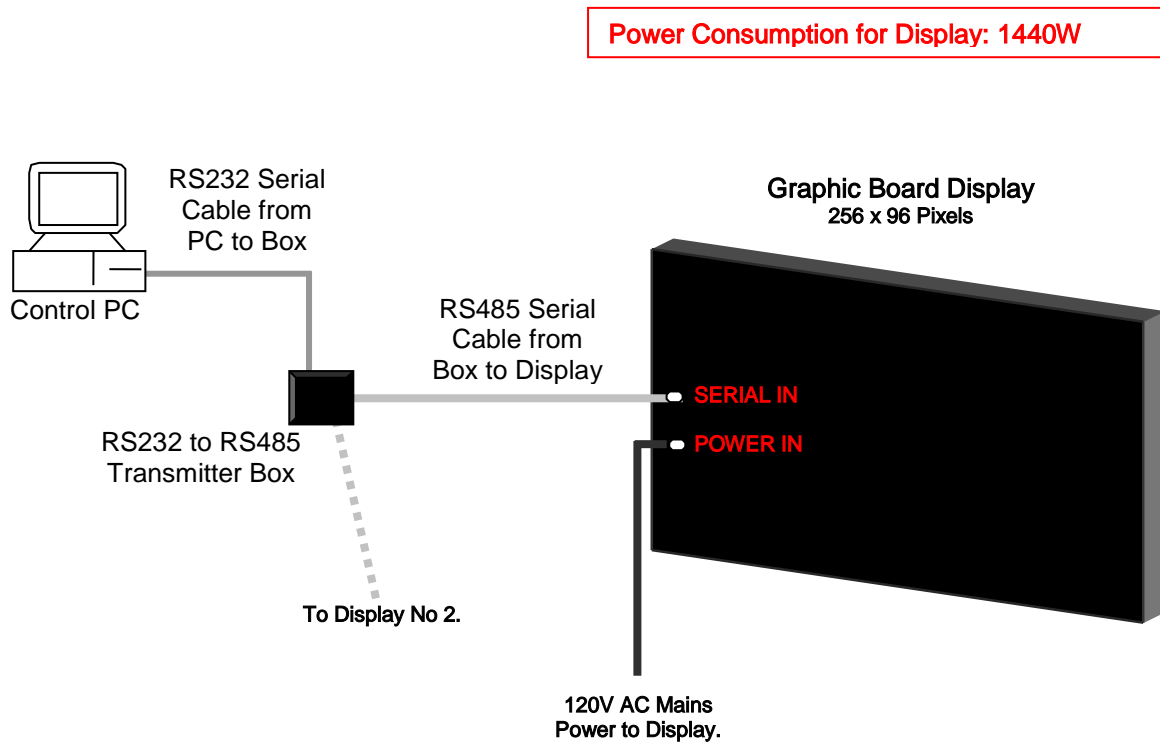 Power Consumption for Display: 1440W
RS232 Serial
Cable from
PC to Box
Control PC
Graphic Board Display
256 x 96 Pixels
RS485 Serial
Cable from
Box to Display
SERIAL IN
POWER IN
RS232 to RS485
Transmitter Box
To Display No 2.
120V AC Mains
Power to Display.